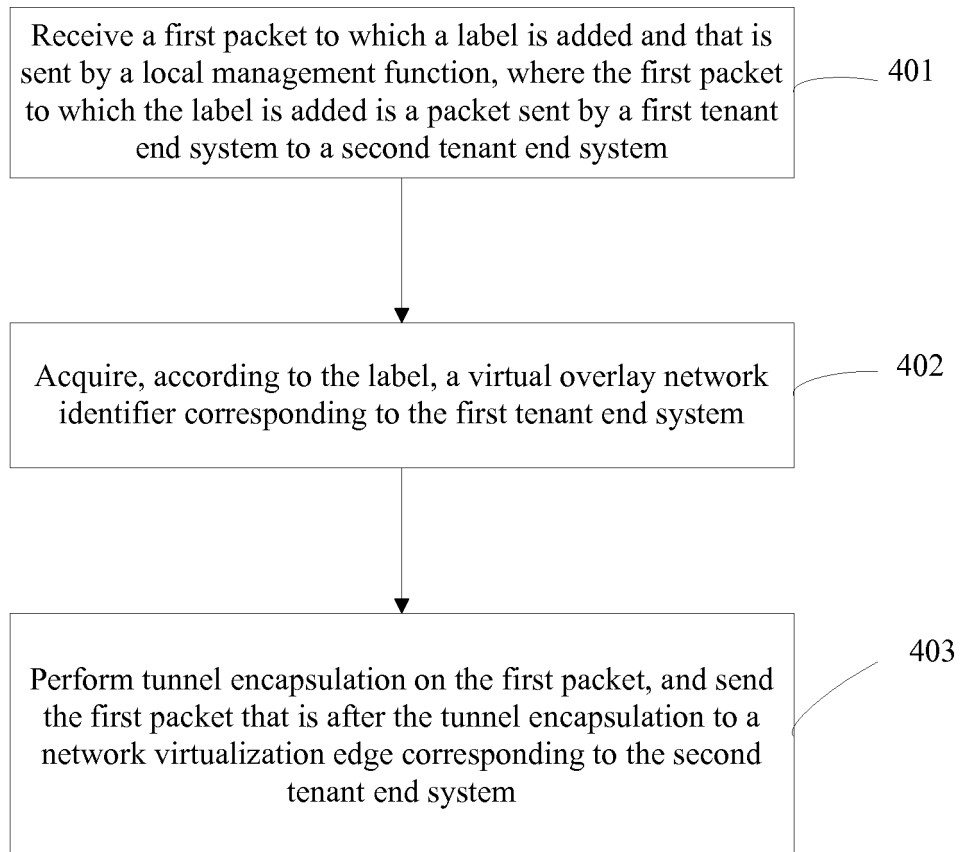 Receive a first packet to which a label is added and that is
sent by a local management function, where the first packet
to which the label is added is a packet sent by a first tenant
end system to a second tenant end system
401
Acquire, according to the label, a virtual overlay network
identifier corresponding to the first tenant end system
402
Perform tunnel encapsulation on the first packet, and send
the first packet that is after the tunnel encapsulation to a
network virtualization edge corresponding to the second
tenant end system
403